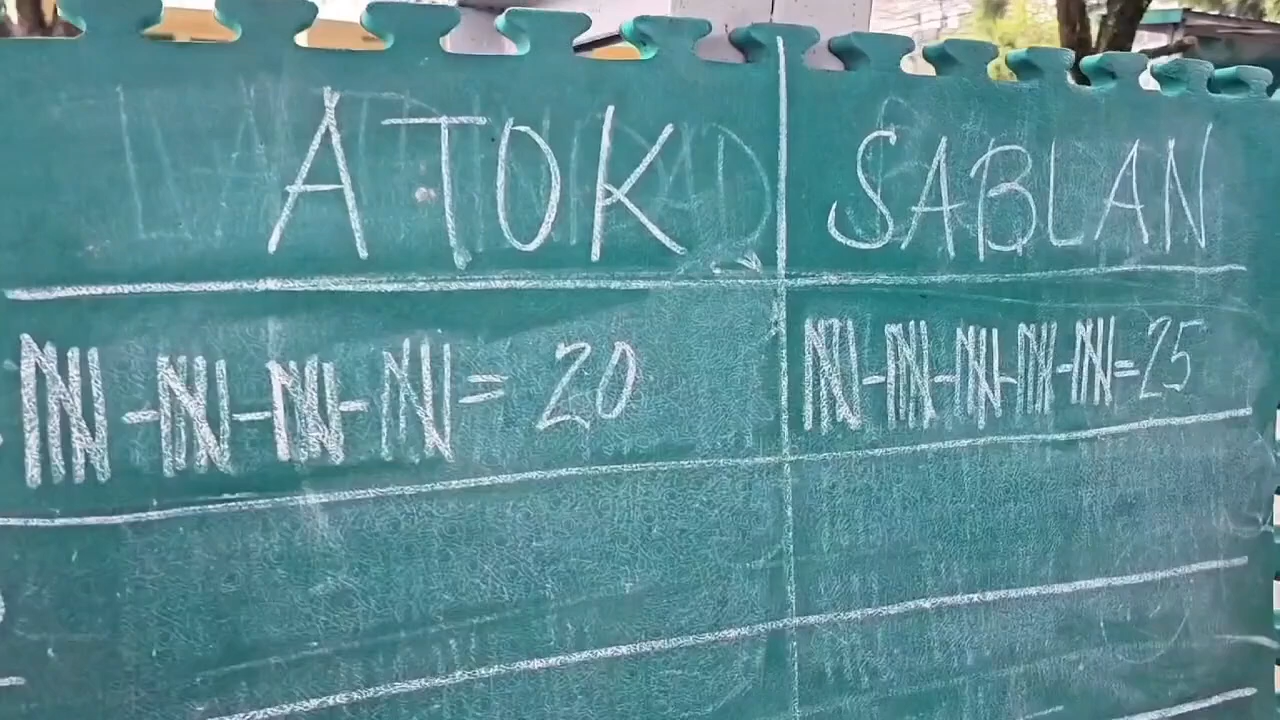 ATOK
SABLAN
= 20
= 25